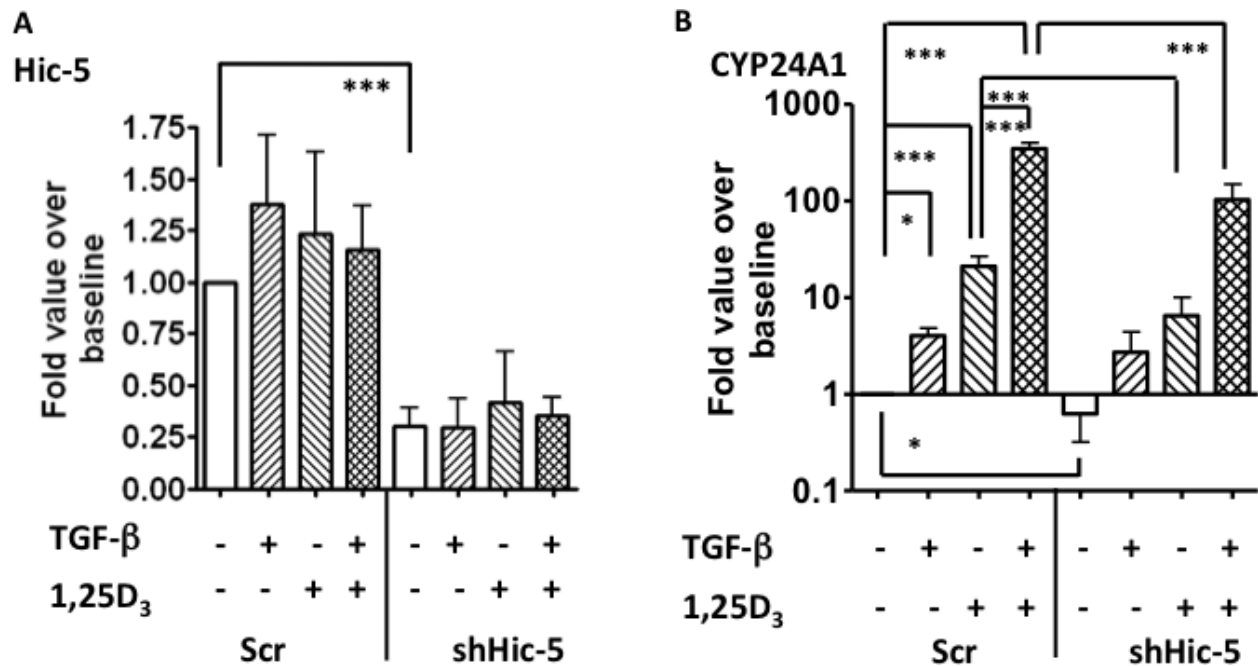 A
Hic-5
***
Fold value over
baseline
1.75
1.50
1.25
1.00
0.75
0.50
0.25
0.00
TGF-β - + - + - + - +
1,25D3 - - + + - - + +
Scr shHic-5
B
CYP24A1
***
***
***
***
***
*
*
Fold value over
baseline
1000
100
10
1
0.1
TGF-β - + - + - + - +
1,25D3 - - + + - - + +
Scr shHic-5